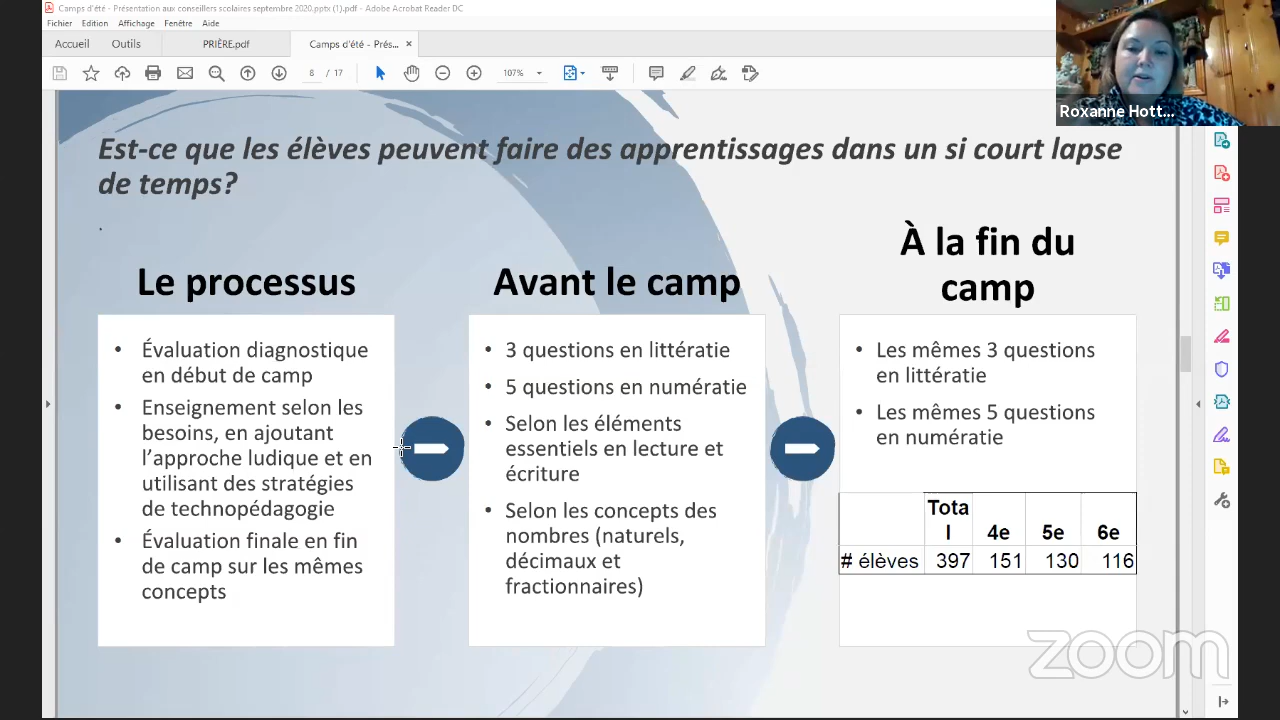 Camps d'été - Présentation aux conseillers scolaires septembre 2020.pptx (1).pdf - Adobe Acrobat Reader DC
Fichier Edition Affichage Fenêtre Aide
Accueil Outils PRIÈRE.pdf Camps d'été - Prés... ×
8 / 17 107%
Roxanne Hott...
Est-ce que les élèves peuvent faire des apprentissages dans un si court lapse
de temps?
.
Le processus
• Évaluation diagnostique
en début de camp
• Enseignement selon les
besoins, en ajoutant
l’approche ludique et en
utilisant des stratégies
de technopédagogie
• Évaluation finale en fin
de camp sur les mêmes
concepts
Avant le camp
• 3 questions en littératie
• 5 questions en numératie
• Selon les éléments
essentiels en lecture et
écriture
• Selon les concepts des
nombres (naturels,
décimaux et
fractionnaires)
À la fin du
camp
• Les mêmes 3 questions
en littératie
• Les mêmes 5 questions
en numératie
Tota
l 4e 5e 6e
# élèves 397 151 130 116
zoom